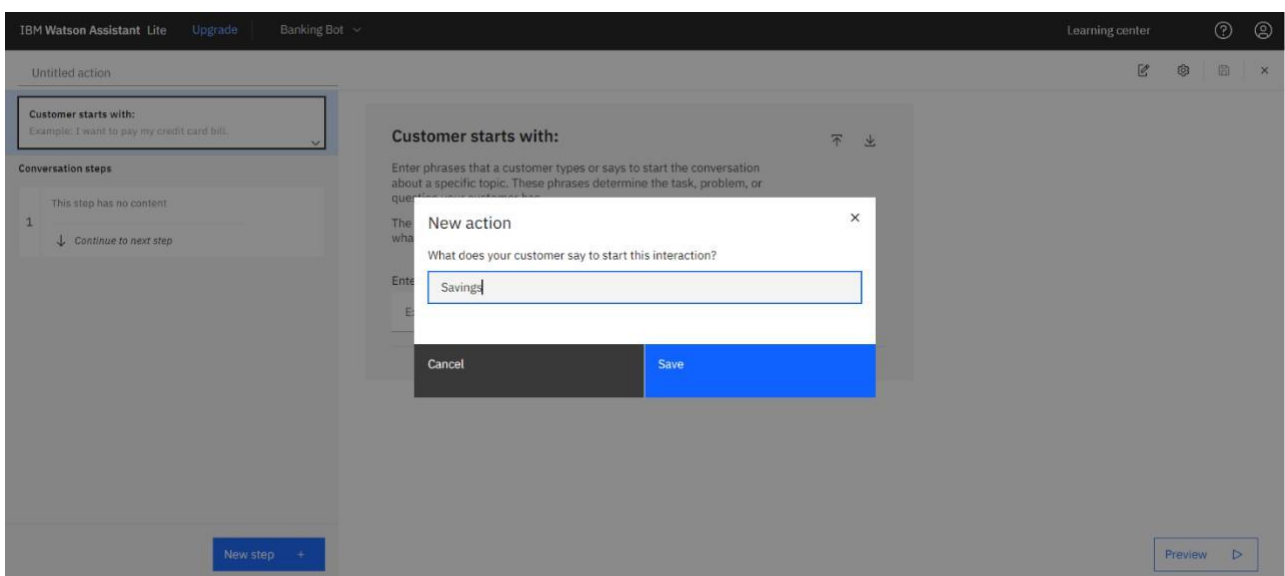 IBM Watson Assistant Lite Upgrade Banking Bot Learning center
Untitled action
Customer starts with:
Example: I want to pay my credit card bill.
Conversation steps
1
This step has no content
Continue to next step
New step +
Customer starts with:
Enter phrases that a customer types or says to start the conversation
about a specific topic. These phrases determine the task, problem, or
The
New action
What does your customer say to start this interaction?
Savings
Cancel
Save
Preview